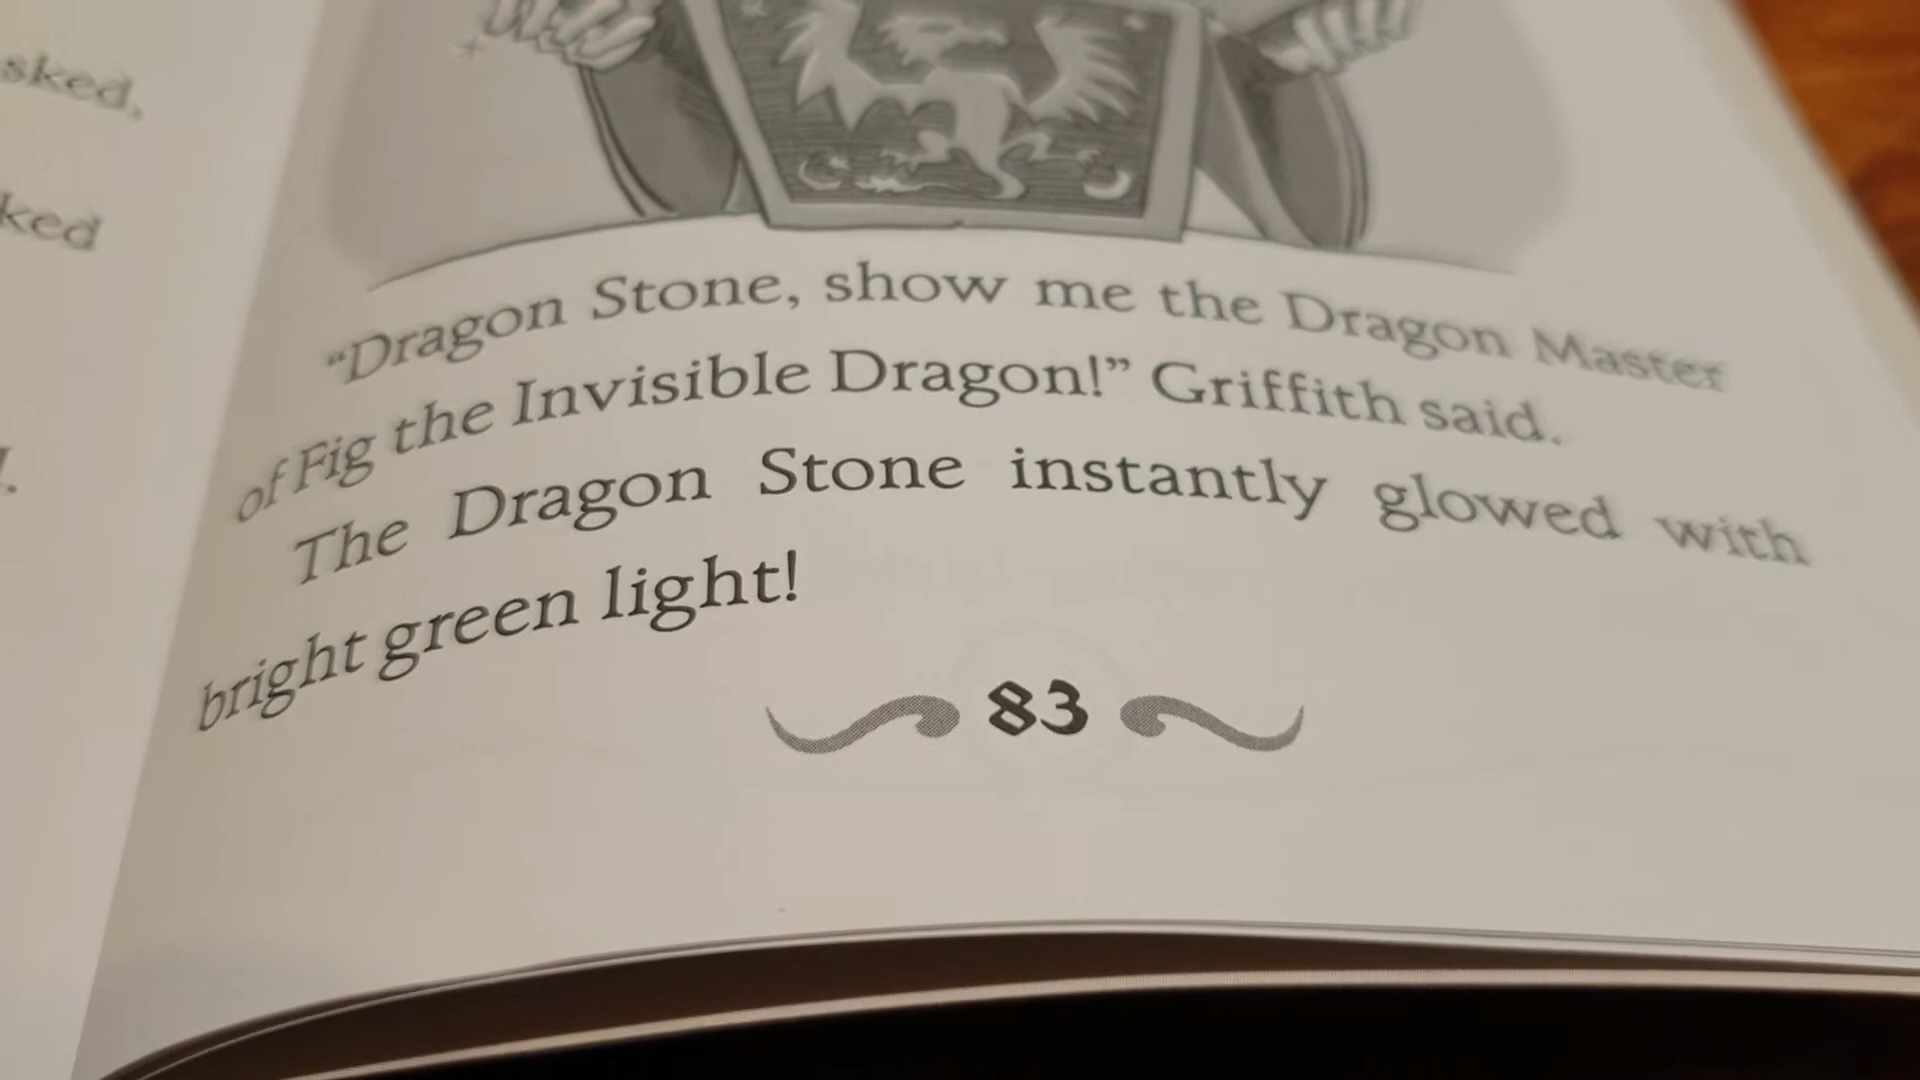 sked,
ked
"Dragon Stone, show me the Dragon Master
of Fig the Invisible Dragon!" Griffith said.
The Dragon Stone instantly glowed with
bright green light!
83